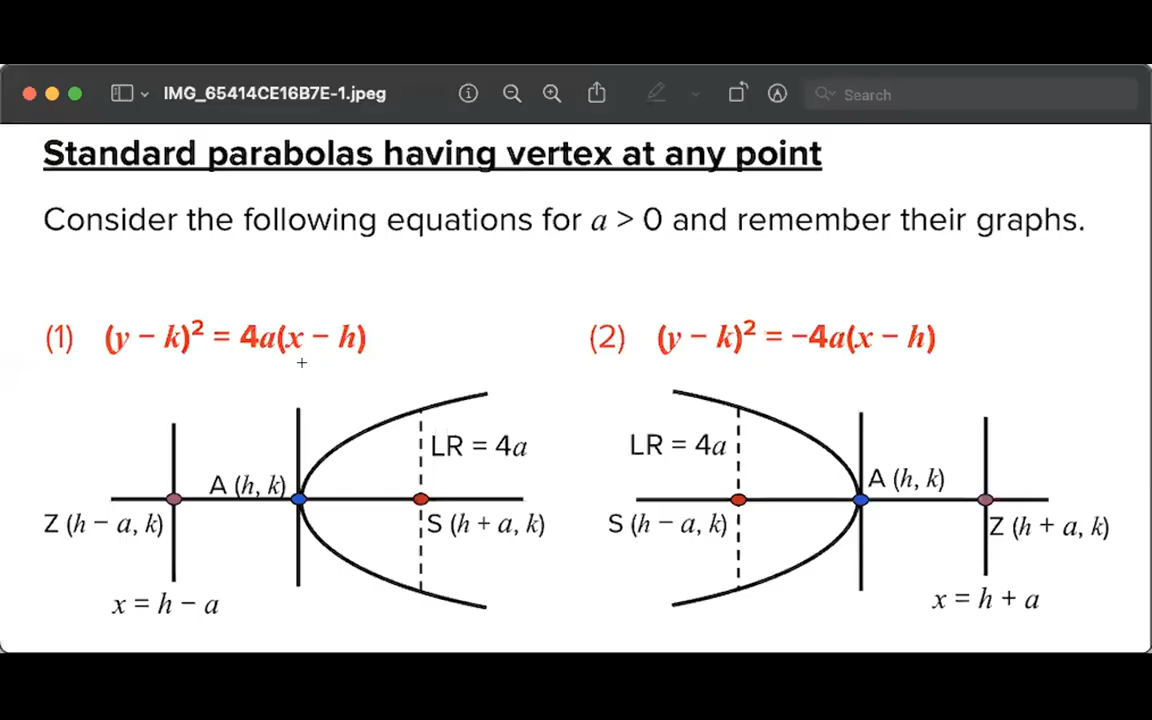 IMG_65414CE16B7E-1.jpeg
Search
Standard parabolas having vertex at any point
Consider the following equations for a > 0 and remember their graphs.
(1) (y − k)² = 4a(x − h)
(2) (y − k)² = −4a(x − h)
LR = 4a
A (h, k)
Z (h − a, k)
S (h + a, k)
x = h − a
LR = 4a
A (h, k)
S (h − a, k)
Z (h + a, k)
x = h + a